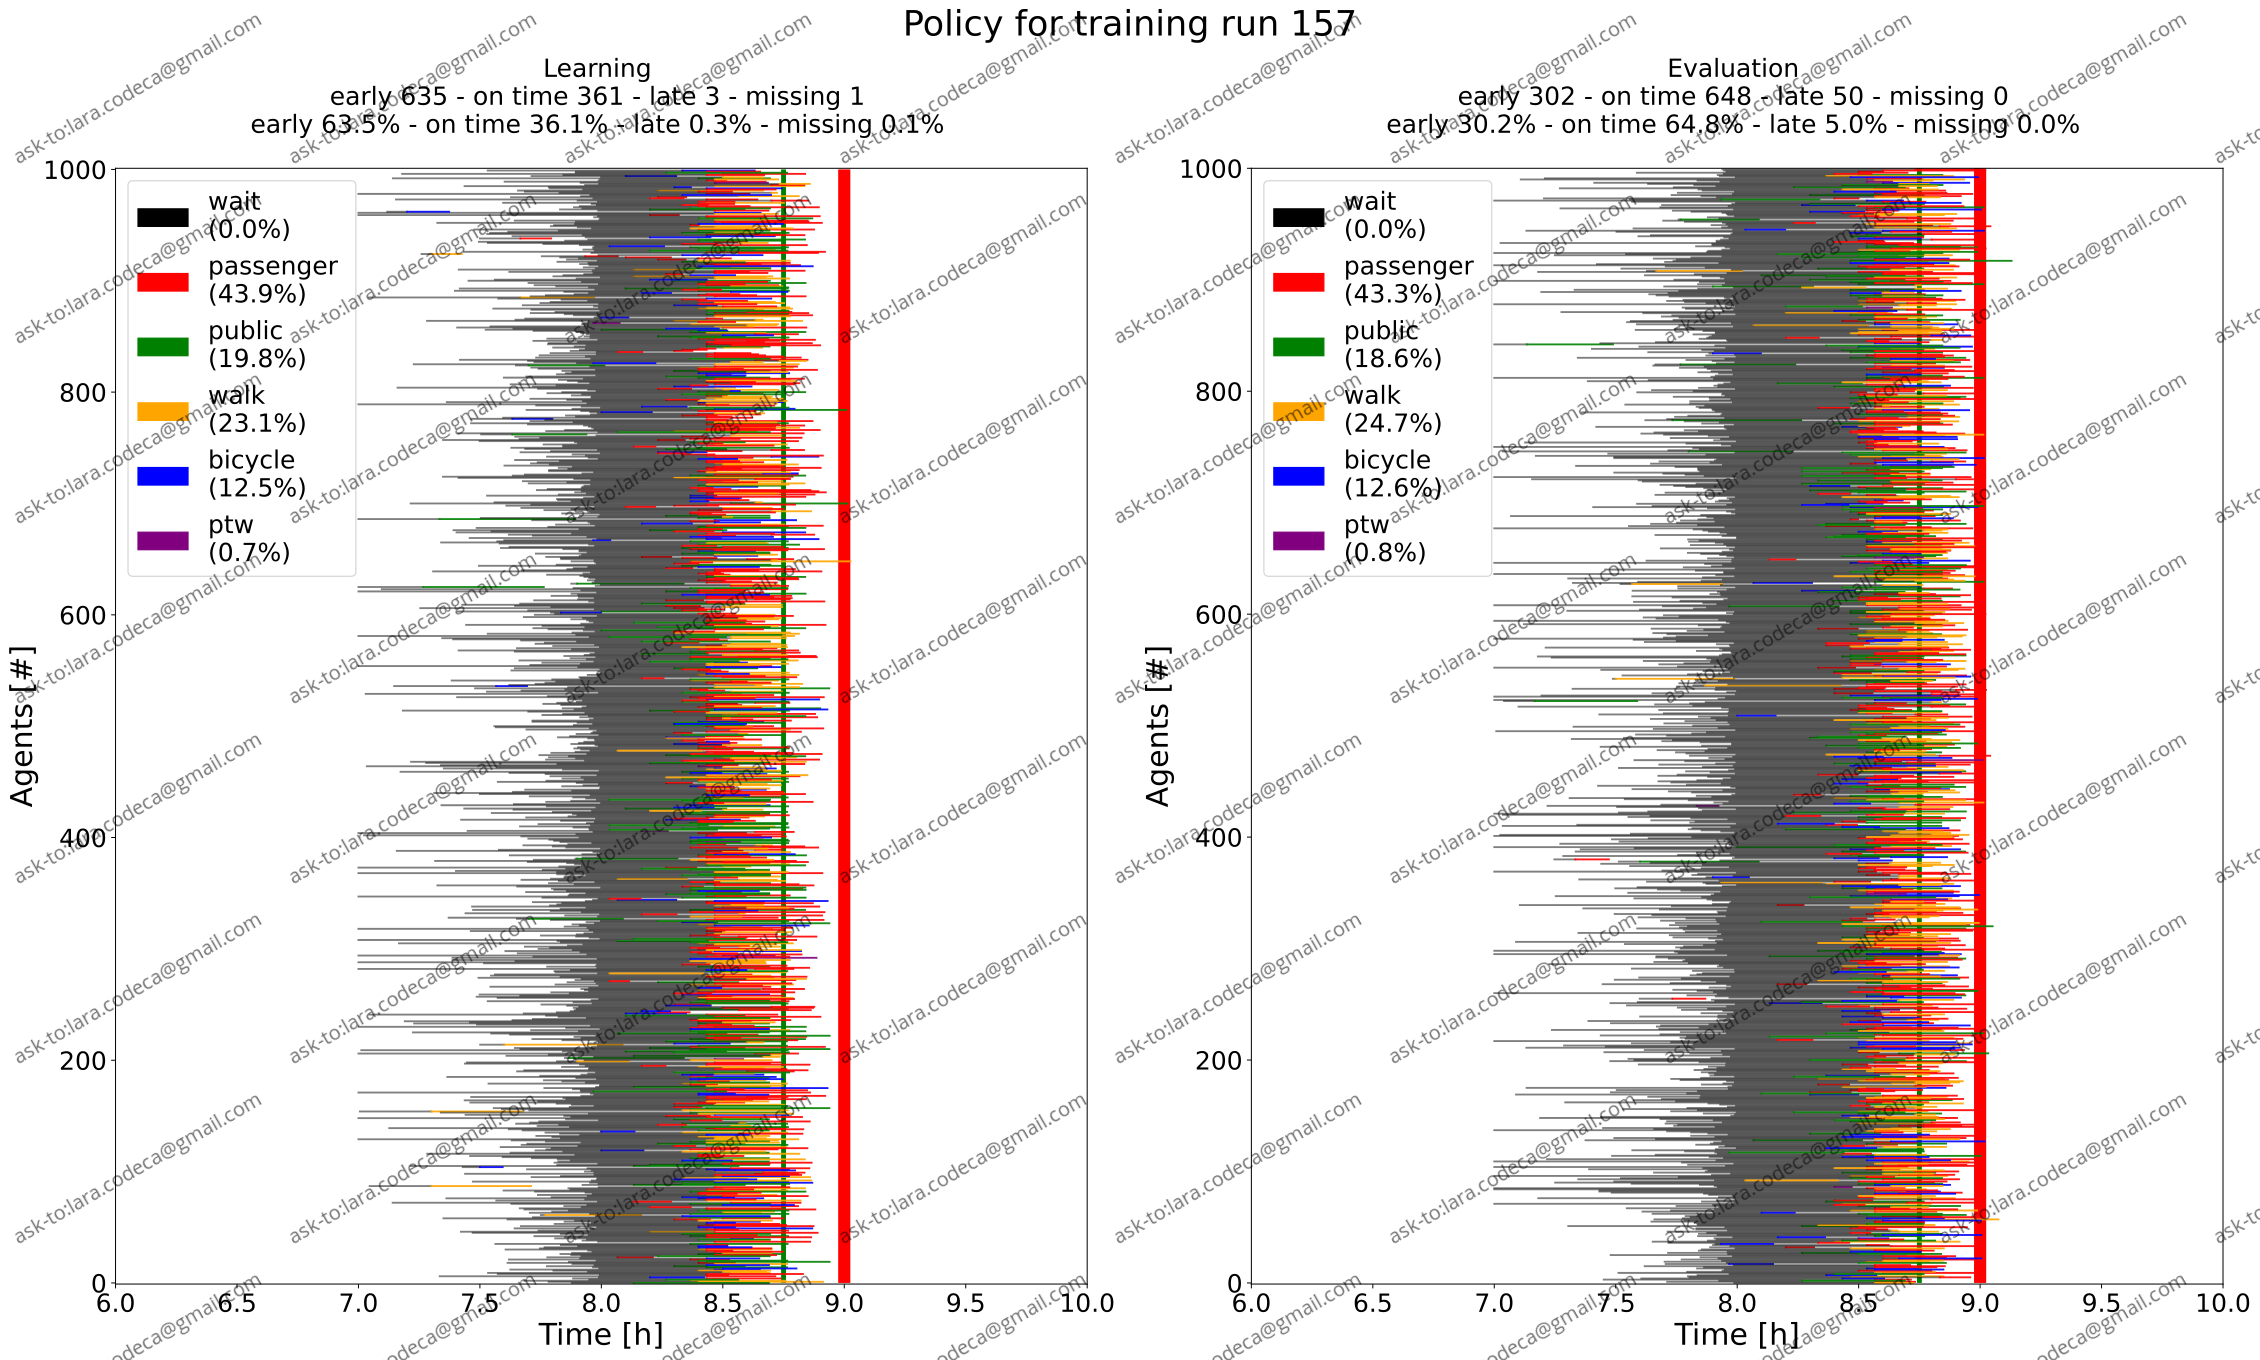 Policy for training run 157
Learning
early 635 - on time 361 - late 3 - missing 1
early 63.5% - on time 36.1% - late 0.3% - missing 0.1%
1000
800
600
400
200
0
Agents [#]
wait
(0.0%)
passenger
(43.9%)
public
(19.8%)
walk
(23.1%)
bicycle
(12.5%)
ptw
(0.7%)
6.0 6.5 7.0 7.5 8.0 8.5 9.0 9.5 10.0
Time [h]
Evaluation
early 302 - on time 648 - late 50 - missing 0
early 30.2% - on time 64.8% - late 5.0% - missing 0.0%
1000
800
600
400
200
0
Agents [#]
wait
(0.0%)
passenger
(43.3%)
public
(18.6%)
walk
(24.7%)
bicycle
(12.6%)
ptw
(0.8%)
6.0 6.5 7.0 7.5 8.0 8.5 9.0 9.5 10.0
Time [h]
ask-to:lara.codeca@gmail.com